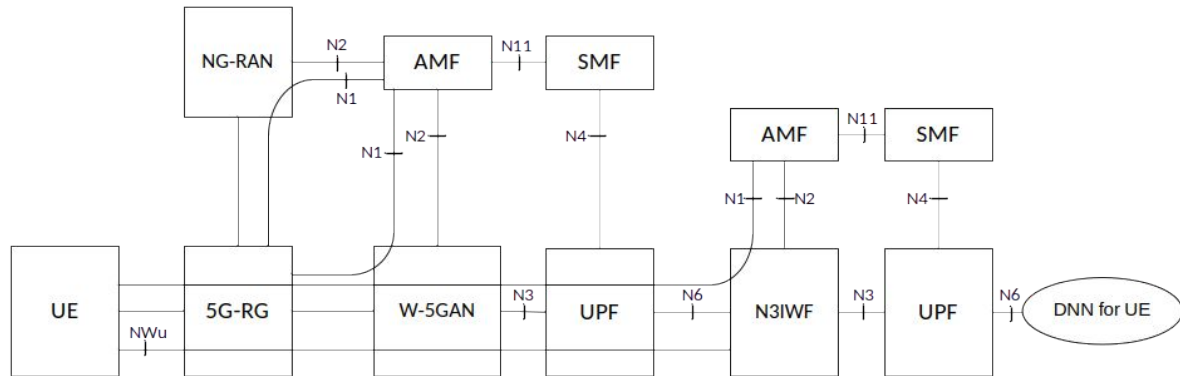 NG-RAN
N2
AMF
N11
SMF
N1
N1
N2
N4
AMF
N11
SMF
N1
N2
N4
UE
5G-RG
W-5GAN
N3
UPF
N6
N3IWF
N3
UPF
N6
DNN for UE
NWu